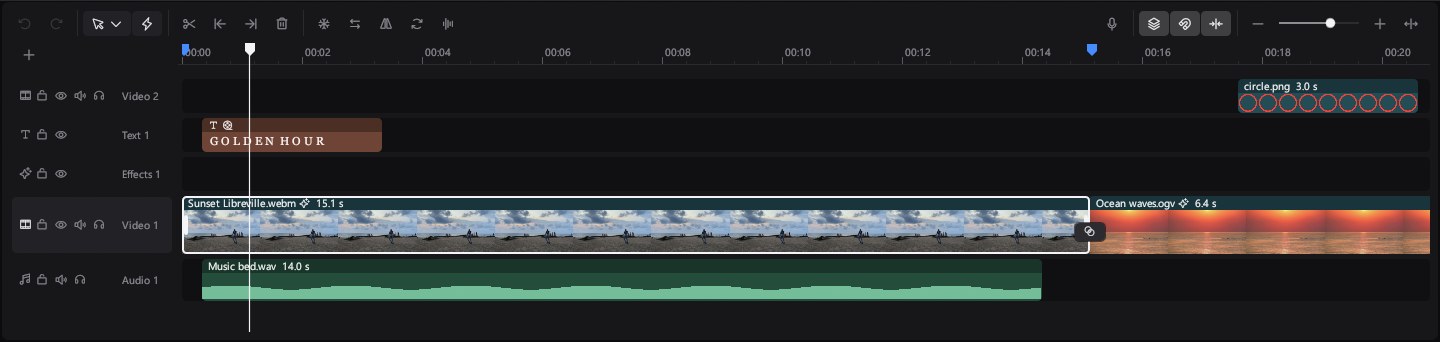 00:00 00:02 00:04 00:06 00:08 00:10 00:12 00:14 00:16 00:18 00:20
Video 2
circle.png 3.0 s
Text 1
T
GOLDEN HOUR
Effects 1
Video 1
Sunset Libreville.webm 15.1 s
Ocean waves.ogv 6.4 s
Audio 1
Music bed.wav 14.0 s